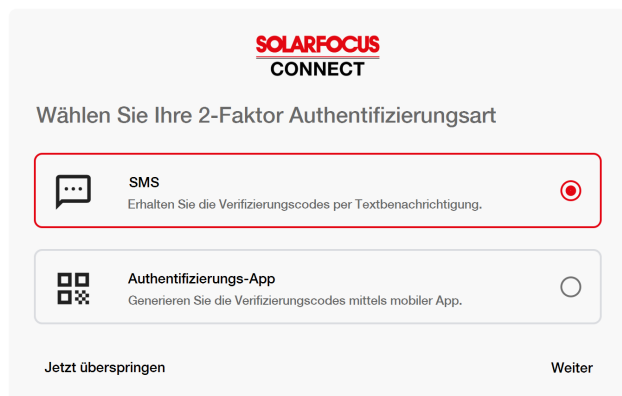 SOLARFOCUS
CONNECT
Wählen Sie Ihre 2-Faktor Authentifizierungsart
SMS
Erhalten Sie die Verifizierungscodes per Textbenachrichtigung.
Authentifizierungs-App
Generieren Sie die Verifizierungscodes mittels mobiler App.
Jetzt überspringen
Weiter